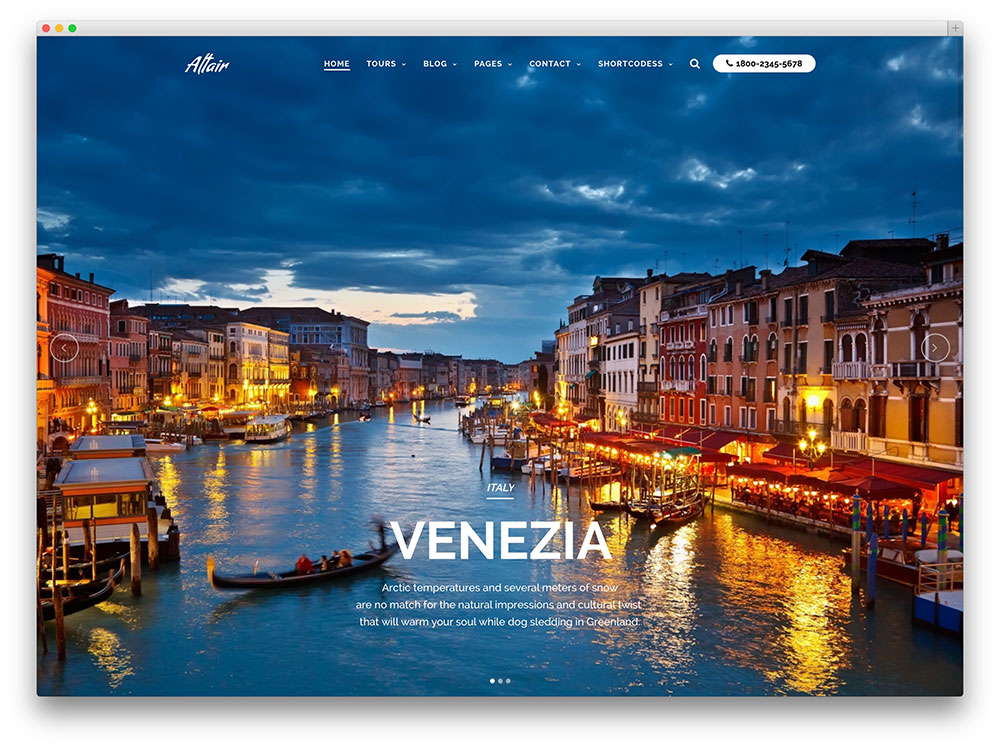 Altair
HOME TOURS BLOG PAGES CONTACT SHORTCODESS 1800-2345-5678
ITALY
VENEZIA
Arctic temperatures and several meters of snow
are no match for the natural impressions and cultural twist
that will warm your soul while dog sledding in Greenland.